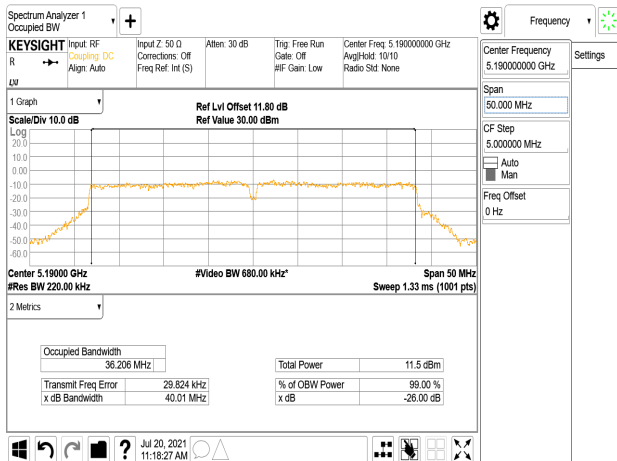 Spectrum Analyzer 1
Occupied BW
Frequency
KEYSIGHT
R
LXI
Input: RF
Coupling: DC
Align: Auto
Input Z: 50 Ω
Corrections: Off
Freq Ref: Int (S)
Atten: 30 dB
Trig: Free Run
Gate: Off
#IF Gain: Low
Center Freq: 5.190000000 GHz
Avg|Hold: 10/10
Radio Std: None
Center Frequency
5.190000000 GHz
Settings
Span
50.000 MHz
CF Step
5.000000 MHz
Auto
Man
Freq Offset
0 Hz
1 Graph
Scale/Div 10.0 dB
Ref Lvl Offset 11.80 dB
Ref Value 30.00 dBm
Log
20.0
10.0
0.00
-10.0
-20.0
-30.0
-40.0
-50.0
-60.0
Center 5.19000 GHz
#Res BW 220.00 kHz
#Video BW 680.00 kHz*
Span 50 MHz
Sweep 1.33 ms (1001 pts)
2 Metrics
Occupied Bandwidth
36.206 MHz
Total Power 11.5 dBm
Transmit Freq Error 29.824 kHz
% of OBW Power 99.00 %
x dB Bandwidth 40.01 MHz
x dB -26.00 dB
?
Jul 20, 2021
11:18:27 AM